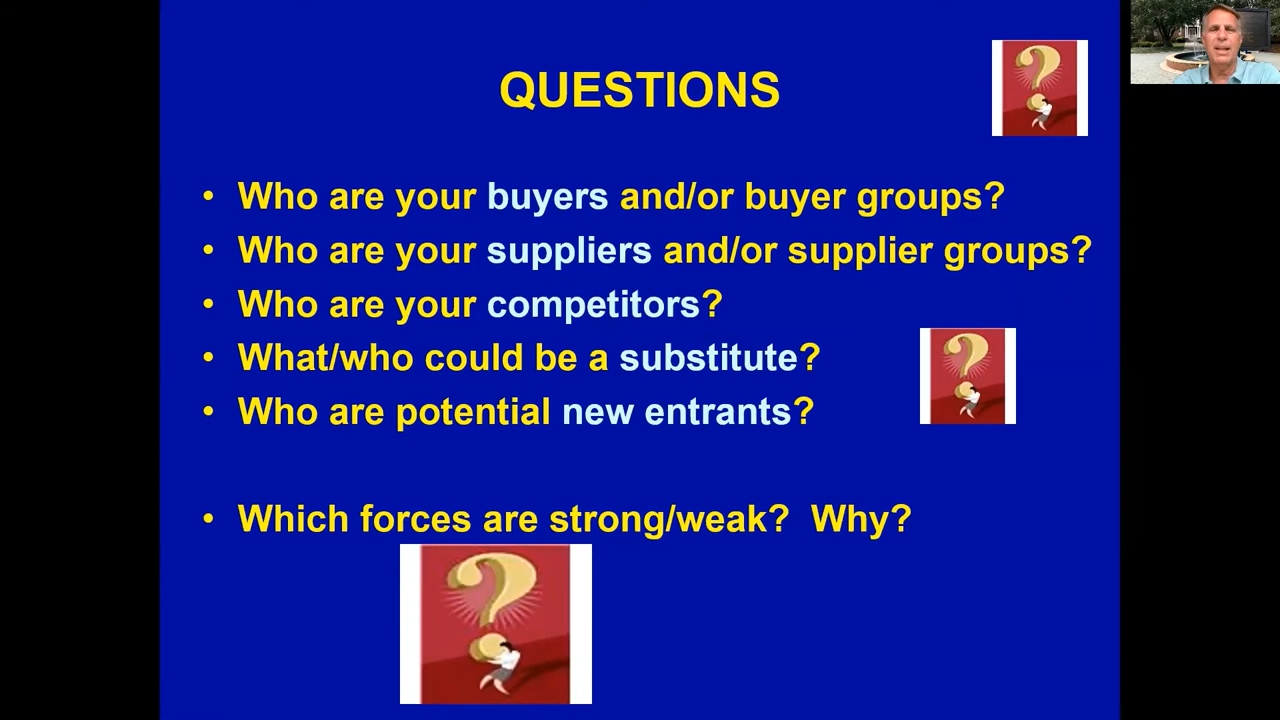 QUESTIONS
• Who are your buyers and/or buyer groups?
• Who are your suppliers and/or supplier groups?
• Who are your competitors?
• What/who could be a substitute?
• Who are potential new entrants?
• Which forces are strong/weak? Why?